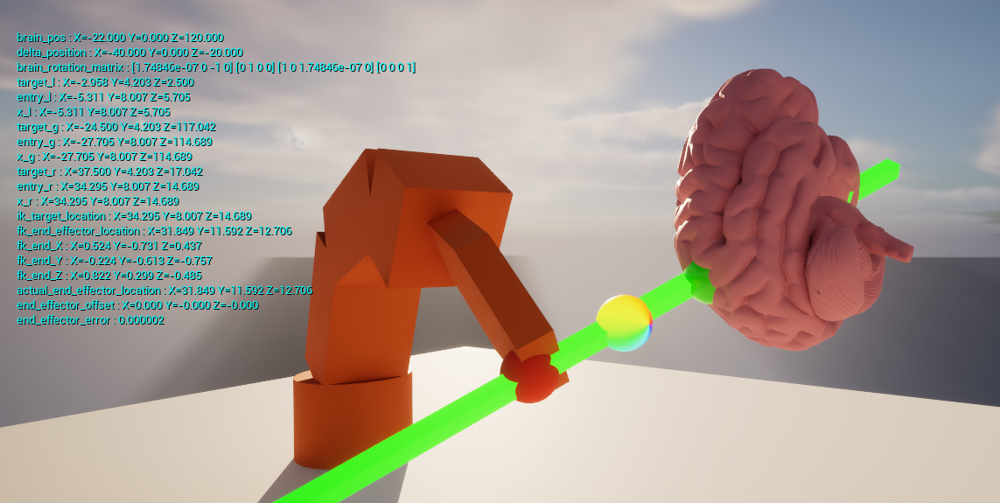 brain_pos : X=-22.000 Y=0.000 Z=120.000
delta_position : X=-40.000 Y=0.000 Z=-20.000
brain_rotation_matrix : [1.74846e-07 0 -1 0] [0 1 0 0] [1 0 1.74846e-07 0] [0 0 0 1]
target_l : X=-2.958 Y=4.203 Z=2.500
entry_l : X=-5.311 Y=8.007 Z=5.705
x_l : X=-5.311 Y=8.007 Z=5.705
target_g : X=-24.500 Y=4.203 Z=117.042
entry_g : X=-27.705 Y=8.007 Z=114.689
x_g : X=-27.705 Y=8.007 Z=114.689
target_r : X=37.500 Y=4.203 Z=17.042
entry_r : X=34.295 Y=8.007 Z=14.689
x_r : X=34.295 Y=8.007 Z=14.689
ik_target_location : X=34.295 Y=8.007 Z=14.689
fk_end_effector_location : X=31.849 Y=11.592 Z=12.706
fk_end_X : X=0.524 Y=-0.731 Z=0.437
fk_end_Y : X=-0.224 Y=-0.613 Z=-0.757
fk_end_Z : X=0.822 Y=0.299 Z=-0.485
actual_end_effector_location : X=31.849 Y=11.592 Z=12.706
end_effector_offset : X=0.000 Y=-0.000 Z=-0.000
end_effector_error : 0.000002